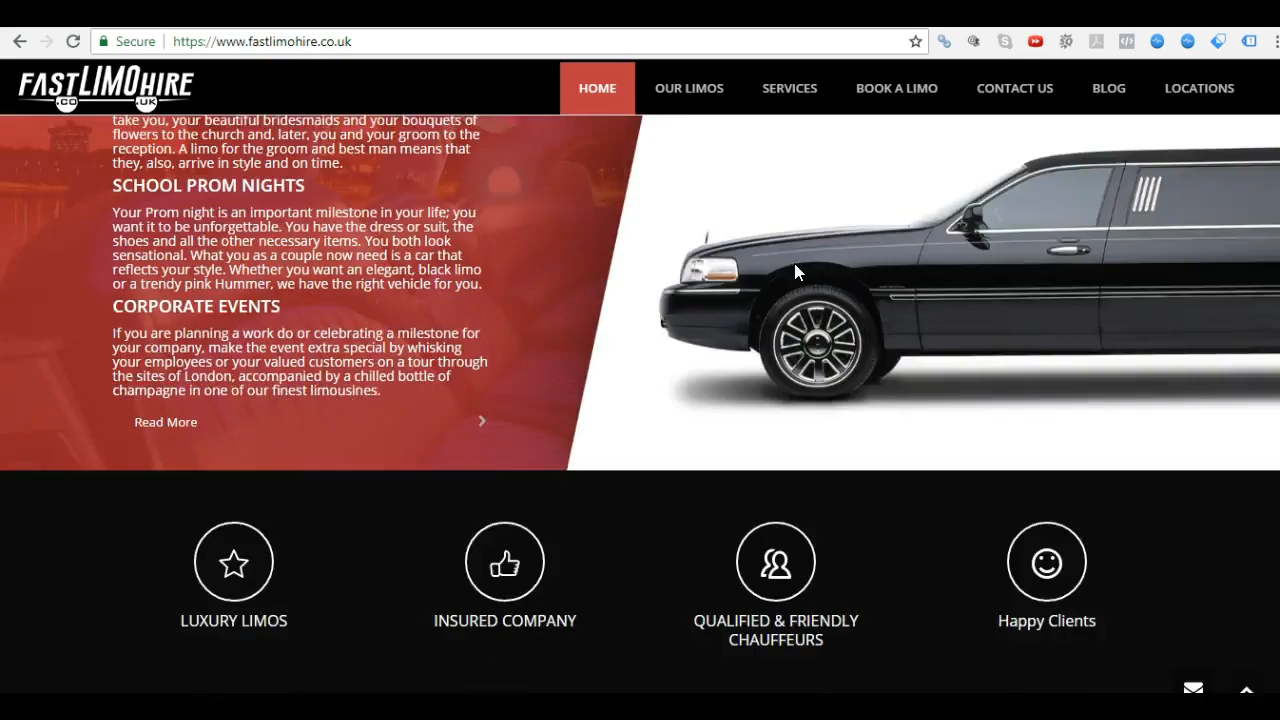 Secure
https://www.fastlimohire.co.uk
FASTLIMOHIRE
.CO .UK
HOME
OUR LIMOS
SERVICES
BOOK A LIMO
CONTACT US
BLOG
LOCATIONS
take you, your beautiful bridesmaids and your bouquets of
flowers to the church and, later, you and your groom to the
reception. A limo for the groom and best man means that
they, also, arrive in style and on time.
SCHOOL PROM NIGHTS
Your Prom night is an important milestone in your life; you
want it to be unforgettable. You have the dress or suit, the
shoes and all the other necessary items. You both look
sensational. What you as a couple now need is a car that
reflects your style. Whether you want an elegant, black limo
or a trendy pink Hummer, we have the right vehicle for you.
CORPORATE EVENTS
If you are planning a work do or celebrating a milestone for
your company, make the event extra special by whisking
your employees or your valued customers on a tour through
the sites of London, accompanied by a chilled bottle of
champagne in one of our finest limousines.
Read More
LUXURY LIMOS
INSURED COMPANY
QUALIFIED & FRIENDLY
CHAUFFEURS
Happy Clients